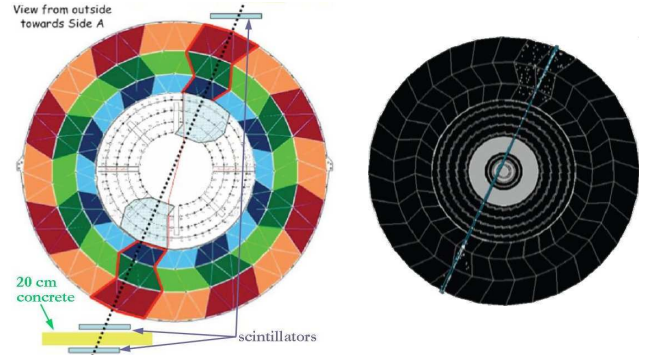 View from outside
towards Side A
20 cm
concrete
scintillators